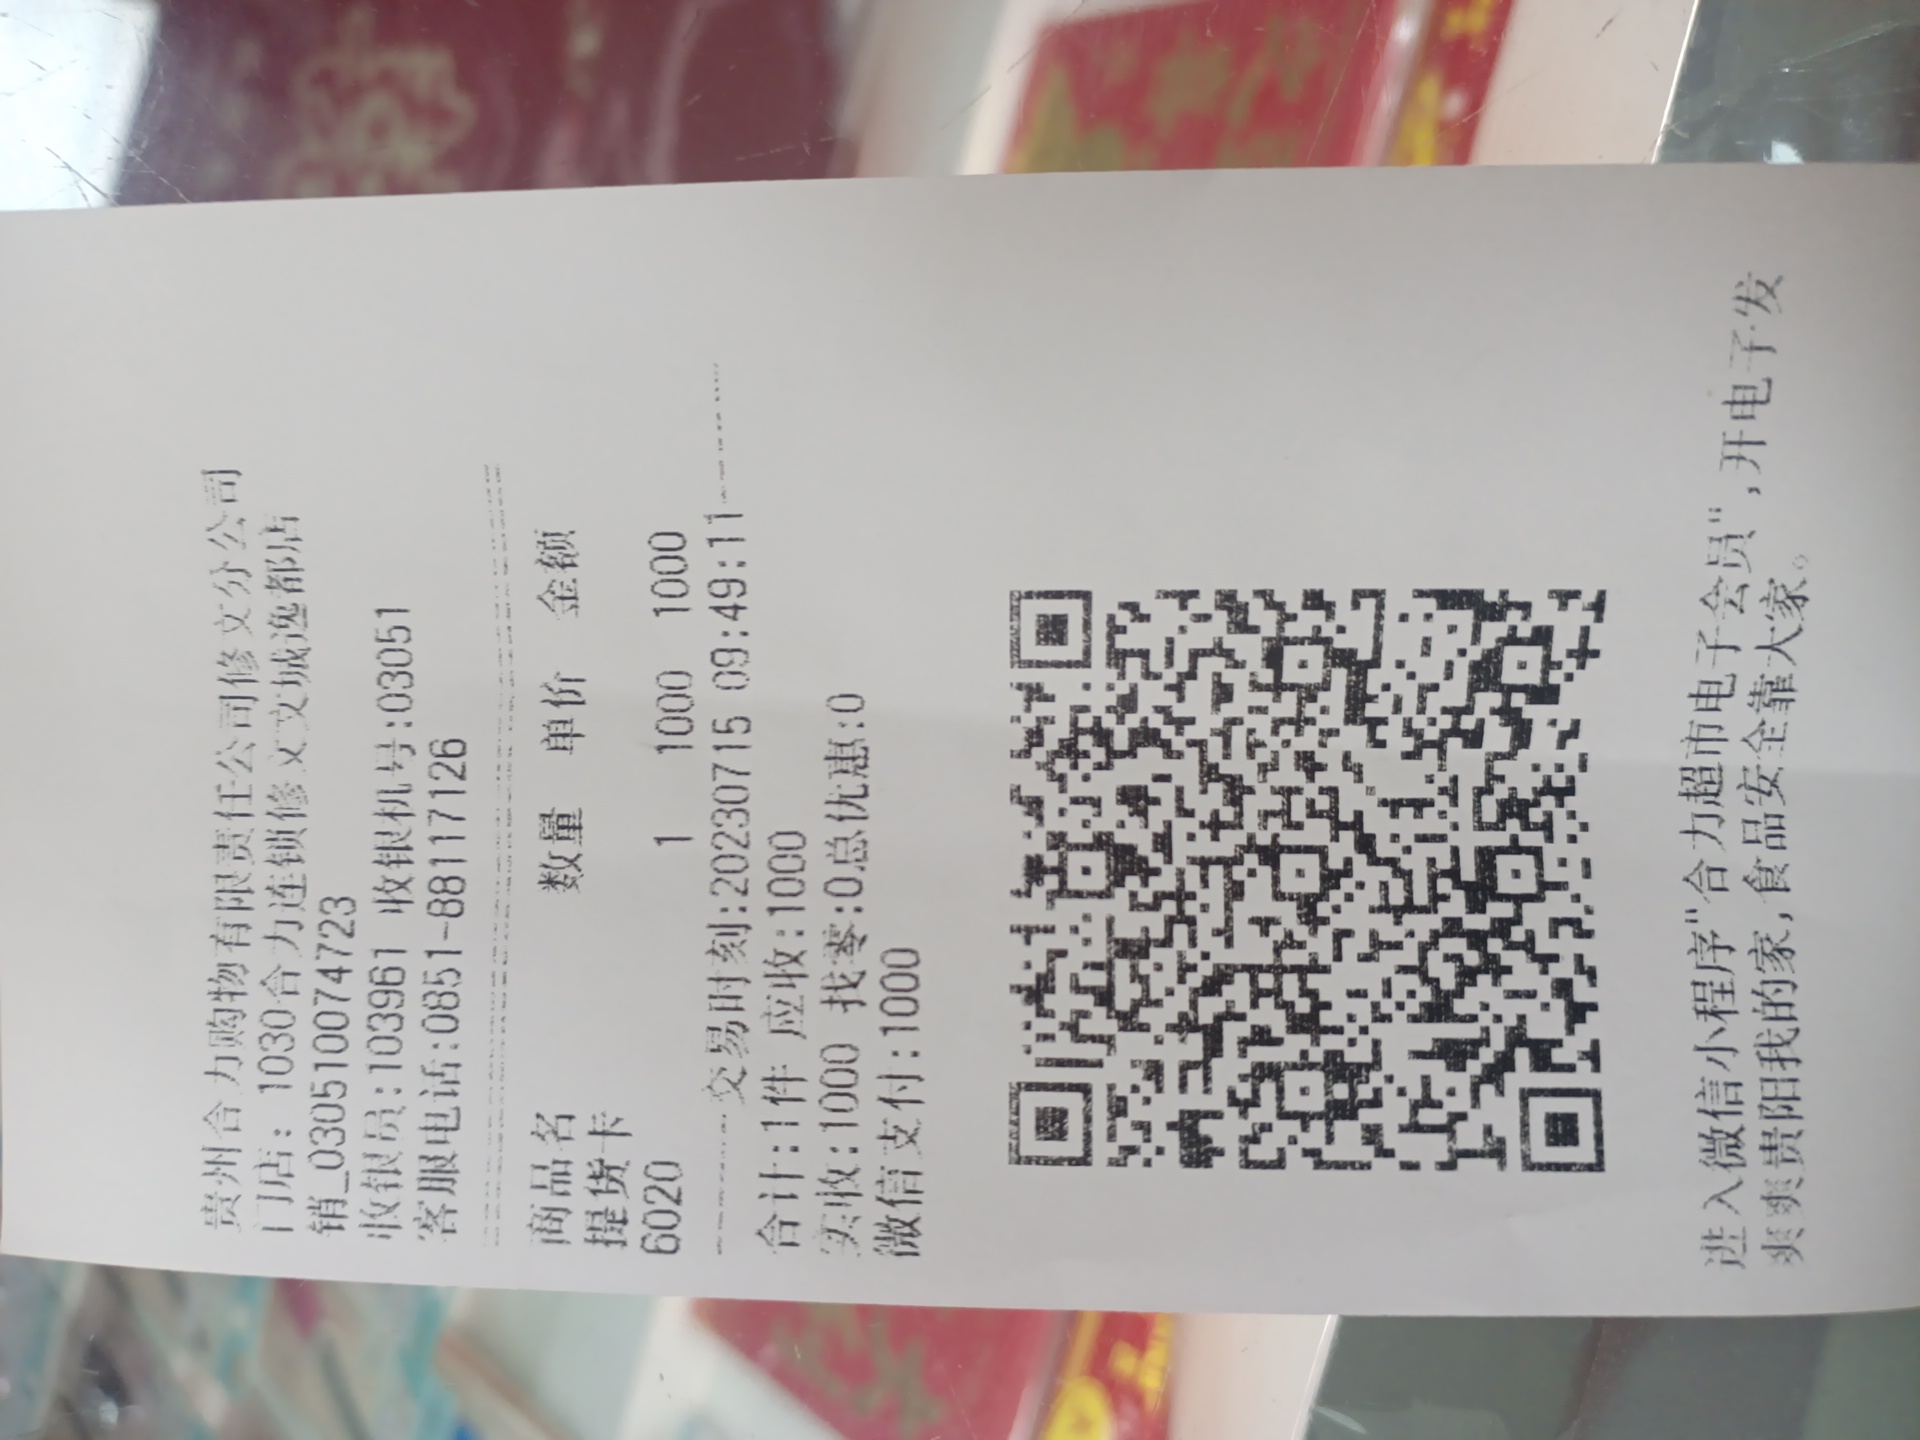 贵州合力购物有限责任公司修文分公司
门店: 1030合力连锁修文文城逸都店
销_0305100747​23
收银员:103961 收银机号:03051
客服电话:0851-88117126
商品名 数量 单价 金额
提货卡
6020 1 1000 1000
交易时刻:20230715 09:49:11
合计:1件 应收:1000
实收:1000 找零:0总优惠:0
微信支付:1000
进入微信小程序"合力超市电子会员",开电子发
爽爽贵阳我的家,食品安全靠大家。